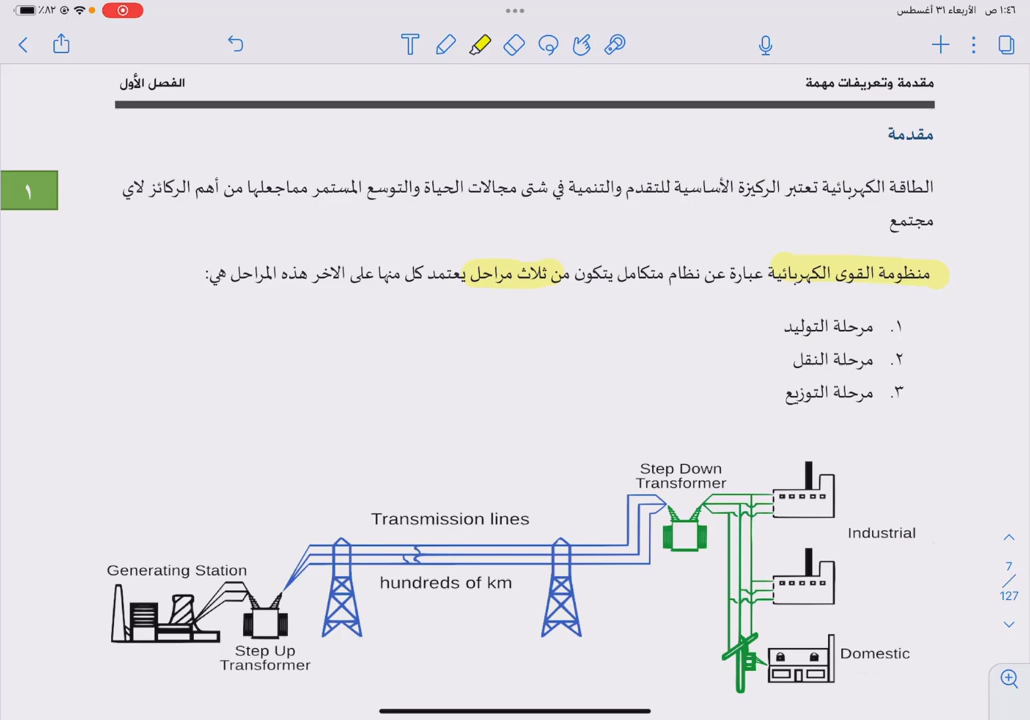 ١:٤٦ ص الأربعاء ٣١ أغسطس
٪٨٢
مقدمة وتعريفات مهمة
الفصل الأول
مقدمة
١
الطاقة الكهربائية تعتبر الركيزة الأساسية للتقدم والتنمية في شتى مجالات الحياة والتوسع المستمر مماجعلها من أهم الركائز لاي
مجتمع
منظومة القوى الكهربائية عبارة عن نظام متكامل يتكون من ثلاث مراحل يعتمد كل منها على الاخر هذه المراحل هي:
١. مرحلة التوليد
٢. مرحلة النقل
٣. مرحلة التوزيع
Step Down
Transformer
Transmission lines
Industrial
Generating Station
hundreds of km
Step Up
Transformer
Domestic
7
/
127